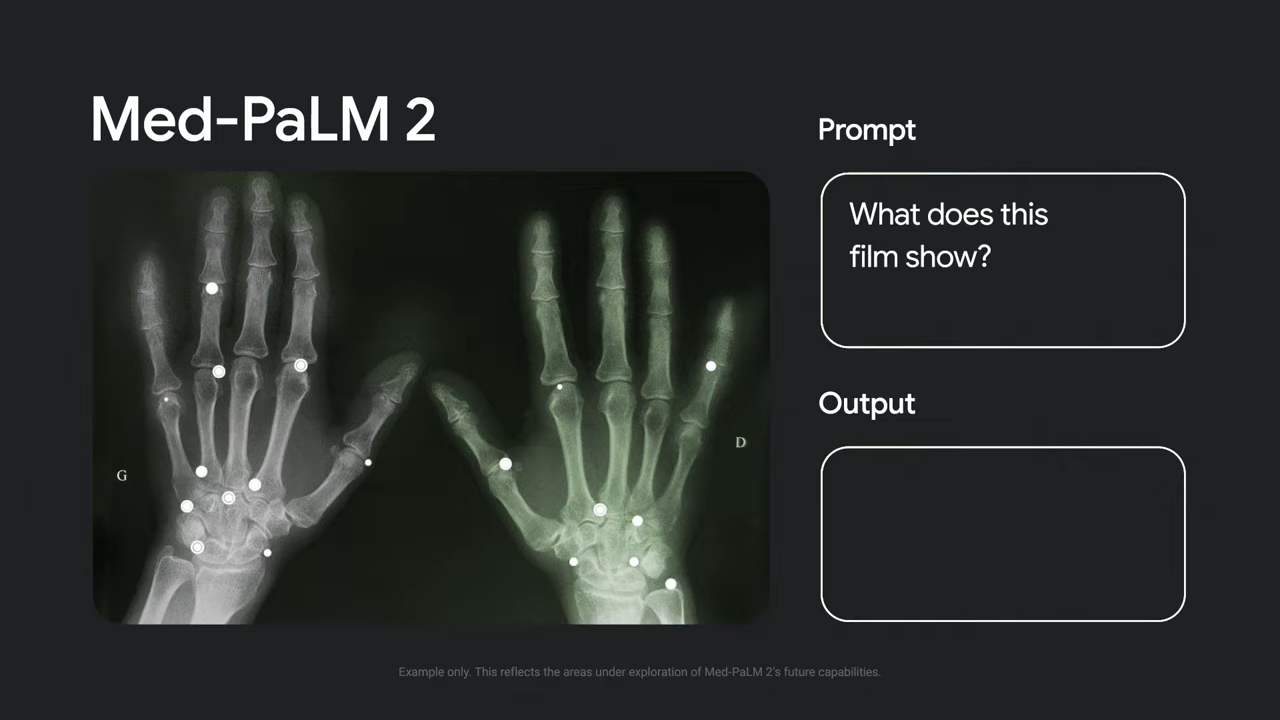 Med-PaLM 2
G
D
Prompt
What does this
film show?
Output
Example only. This reflects the areas under exploration of Med-PaLM 2's future capabilities.